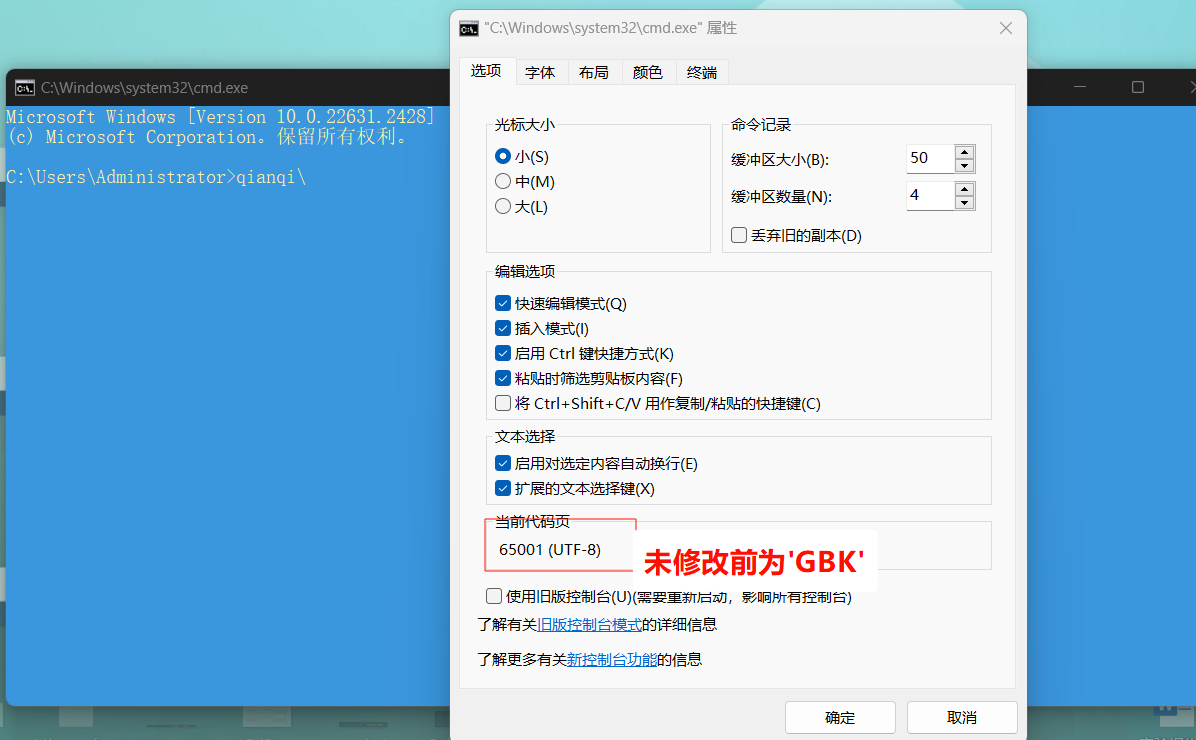 "C:\Windows\system32\cmd.exe" 属性
选项 字体 布局 颜色 终端
C:\Windows\system32\cmd.exe
Microsoft Windows [Version 10.0.22631.2428]
(c) Microsoft Corporation。保留所有权利。
C:\Users\Administrator>qianqi\
光标大小
小(S)
中(M)
大(L)
命令记录
缓冲区大小(B): 50
缓冲区数量(N): 4
丢弃旧的副本(D)
编辑选项
快速编辑模式(Q)
插入模式(I)
启用 Ctrl 键快捷方式(K)
粘贴时筛选剪贴板内容(F)
将 Ctrl+Shift+C/V 用作复制/粘贴的快捷键(C)
文本选择
启用对选定内容自动换行(E)
扩展的文本选择键(X)
当前代码页
65001 (UTF-8)
未修改前为'GBK'
使用旧版控制台(U)(需要重新启动，影响所有控制台)
了解有关旧版控制台模式的详细信息
了解更多有关新控制台功能的信息
确定 取消